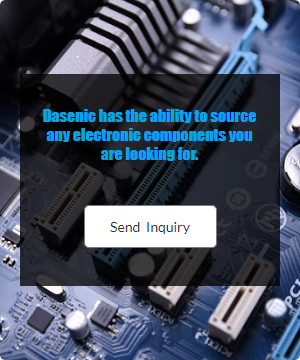 Dasenic has the ability to source
any electronic components you
are looking for.
Send Inquiry